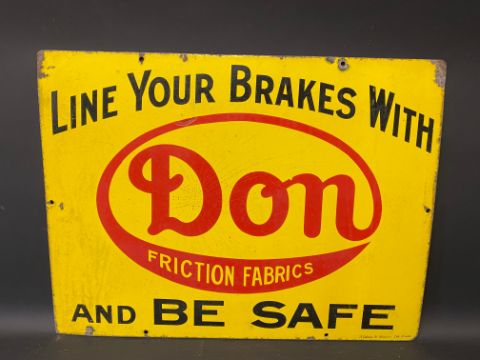 LINE YOUR BRAKES WITH
Don
FRICTION FABRICS
AND BE SAFE